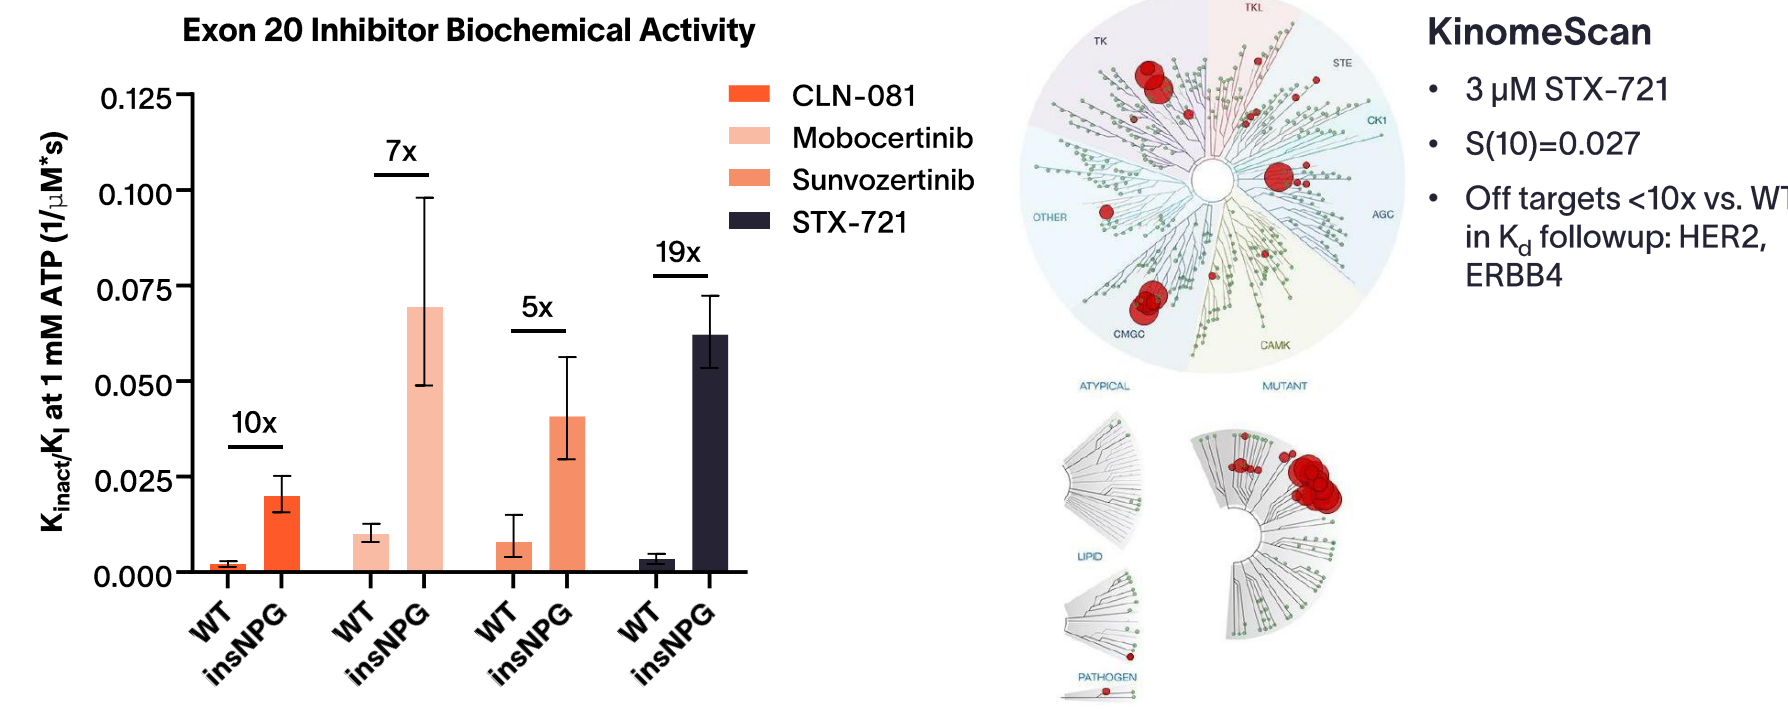 Exon 20 Inhibitor Biochemical Activity
K_inact/K_I at 1 mM ATP (1/μM*s)
0.125
0.100
0.075
0.050
0.025
0.000
10x
7x
5x
19x
WT
insNPG
WT
insNPG
WT
insNPG
WT
insNPG
CLN-081
Mobocertinib
Sunvozertinib
STX-721
TK
TKL
STE
CK1
AGC
CAMK
CMGC
OTHER
ATYPICAL
MUTANT
LIPID
PATHOGEN
KinomeScan
• 3 μM STX-721
• S(10)=0.027
• Off targets <10x vs. WT
in K_d followup: HER2,
ERBB4